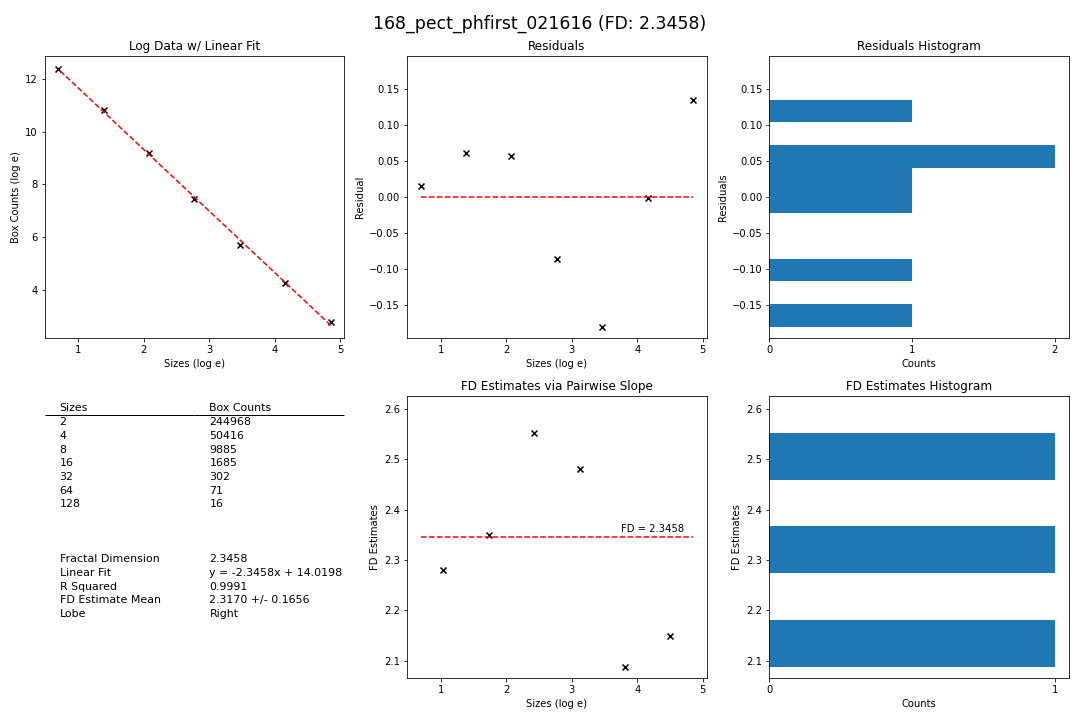 168_pect_phfirst_021616 (FD: 2.3458)
Log Data w/ Linear Fit
12
10
8
6
4
Box Counts (log e)
1
2
3
4
5
Sizes (log e)
Residuals
0.15
0.10
0.05
0.00
−0.05
−0.10
−0.15
Residual
1
2
3
4
5
Sizes (log e)
Residuals Histogram
0.15
0.10
0.05
0.00
−0.05
−0.10
−0.15
Residuals
0
1
2
Counts
Sizes Box Counts
2 244968
4 50416
8 9885
16 1685
32 302
64 71
128 16
Fractal Dimension 2.3458
Linear Fit y = -2.3458x + 14.0198
R Squared 0.9991
FD Estimate Mean 2.3170 +/- 0.1656
Lobe Right
FD Estimates via Pairwise Slope
2.6
2.5
2.4
2.3
2.2
2.1
FD Estimates
FD = 2.3458
1
2
3
4
5
Sizes (log e)
FD Estimates Histogram
2.6
2.5
2.4
2.3
2.2
2.1
FD Estimates
0
1
Counts